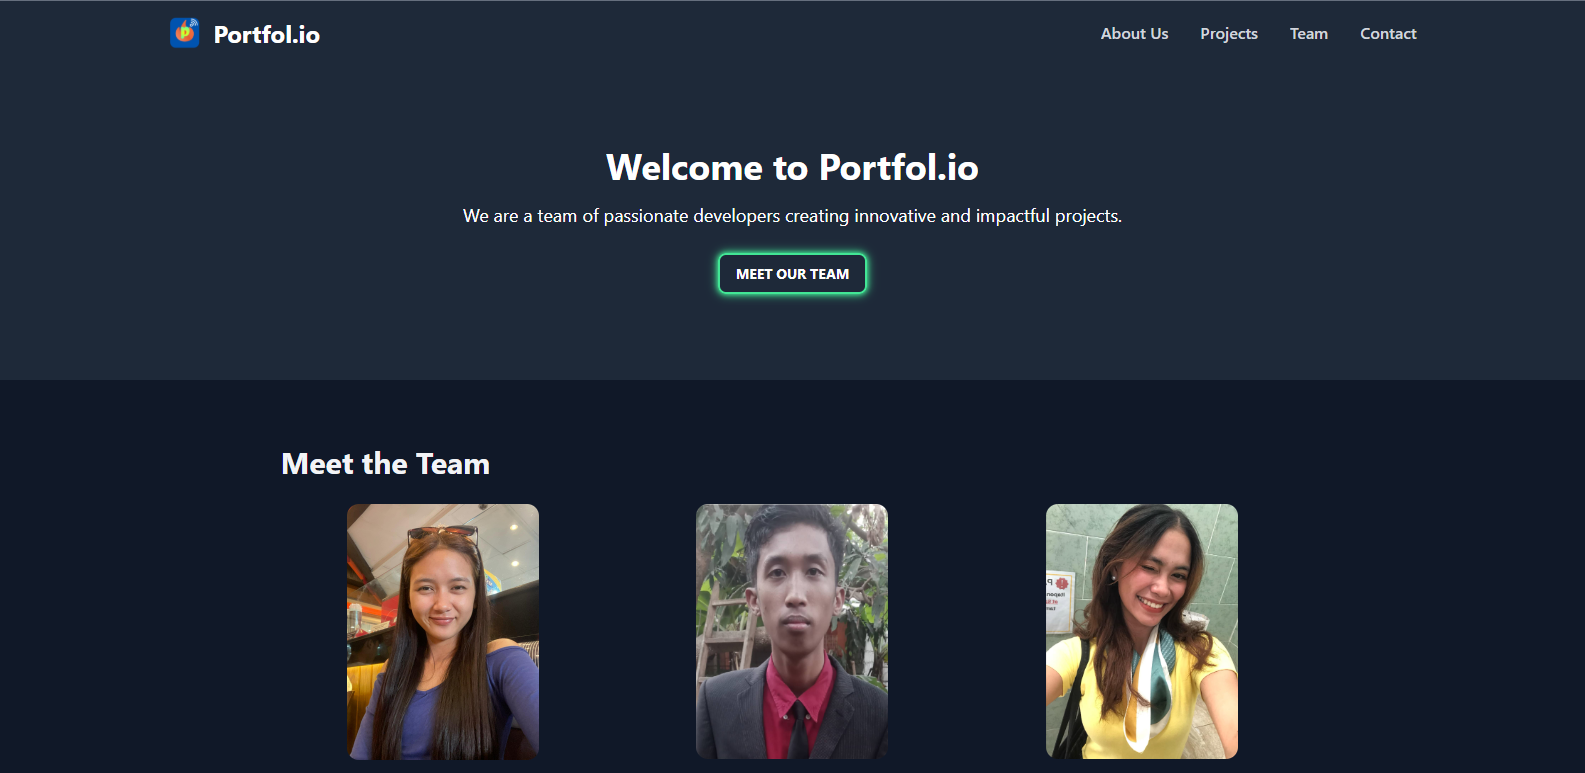 Portfol.io
About Us Projects Team Contact
Welcome to Portfol.io
We are a team of passionate developers creating innovative and impactful projects.
MEET OUR TEAM
Meet the Team